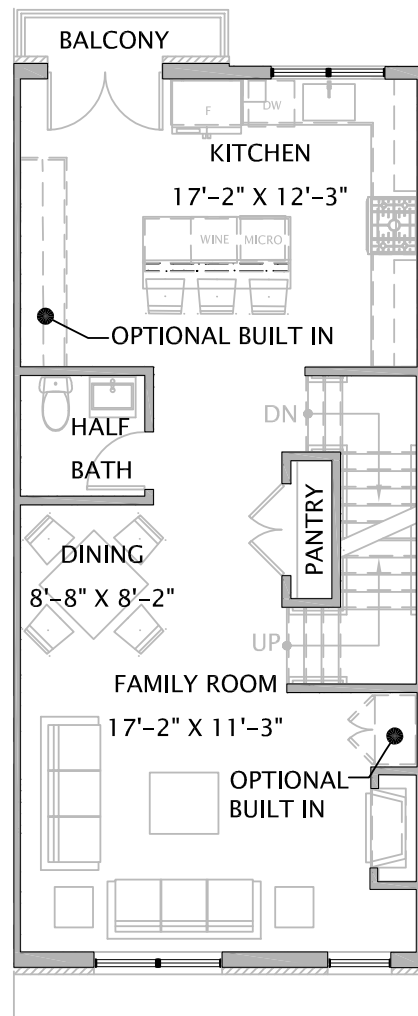 BALCONY
F
DW
KITCHEN
17'-2" X 12'-3"
WINE
MICRO
OPTIONAL BUILT IN
DN
HALF
BATH
PANTRY
DINING
8'-8" X 8'-2"
UP
FAMILY ROOM
17'-2" X 11'-3"
OPTIONAL
BUILT IN